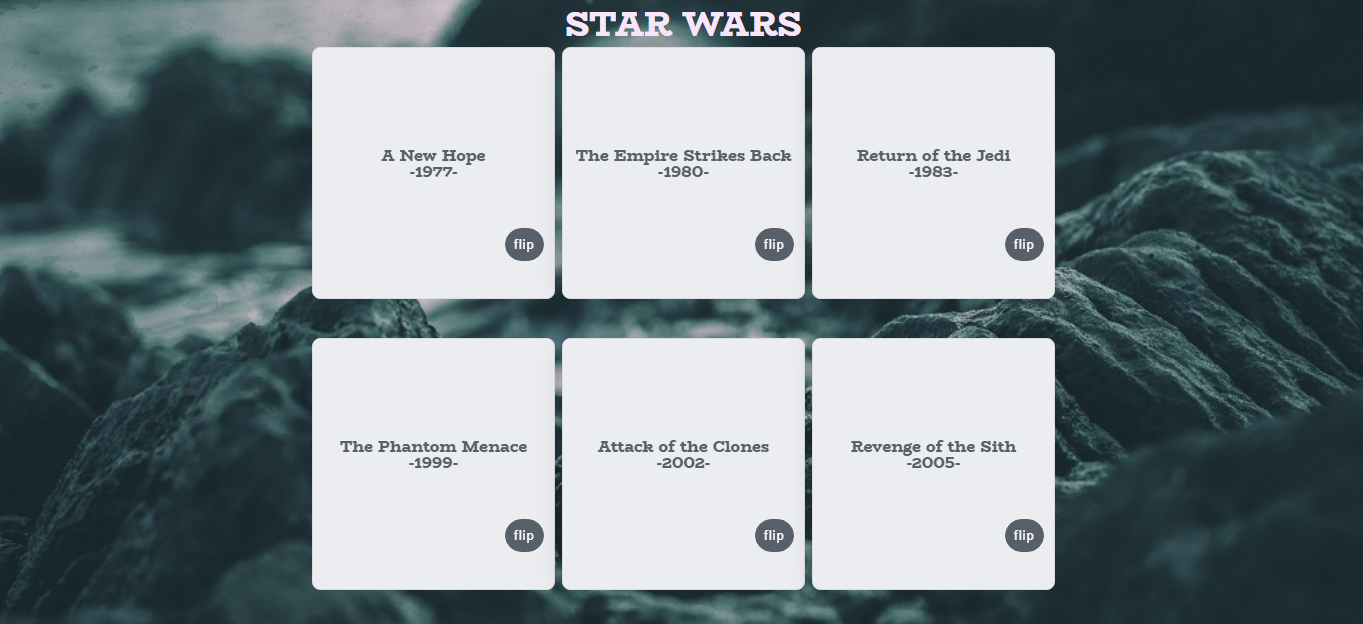 STAR WARS
A New Hope
-1977-
flip
The Empire Strikes Back
-1980-
flip
Return of the Jedi
-1983-
flip
The Phantom Menace
-1999-
flip
Attack of the Clones
-2002-
flip
Revenge of the Sith
-2005-
flip